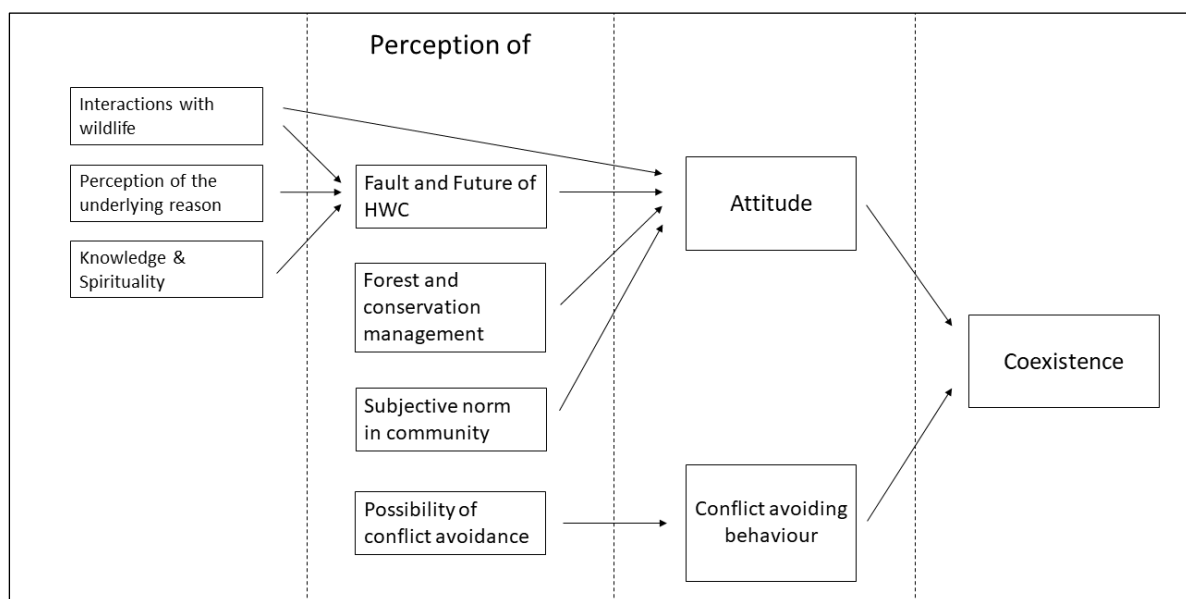 Perception of
Interactions with
wildlife
Perception of the
underlying reason
Knowledge &
Spirituality
Fault and Future of
HWC
Forest and
conservation
management
Subjective norm
in community
Possibility of
conflict avoidance
Attitude
Conflict avoiding
behaviour
Coexistence